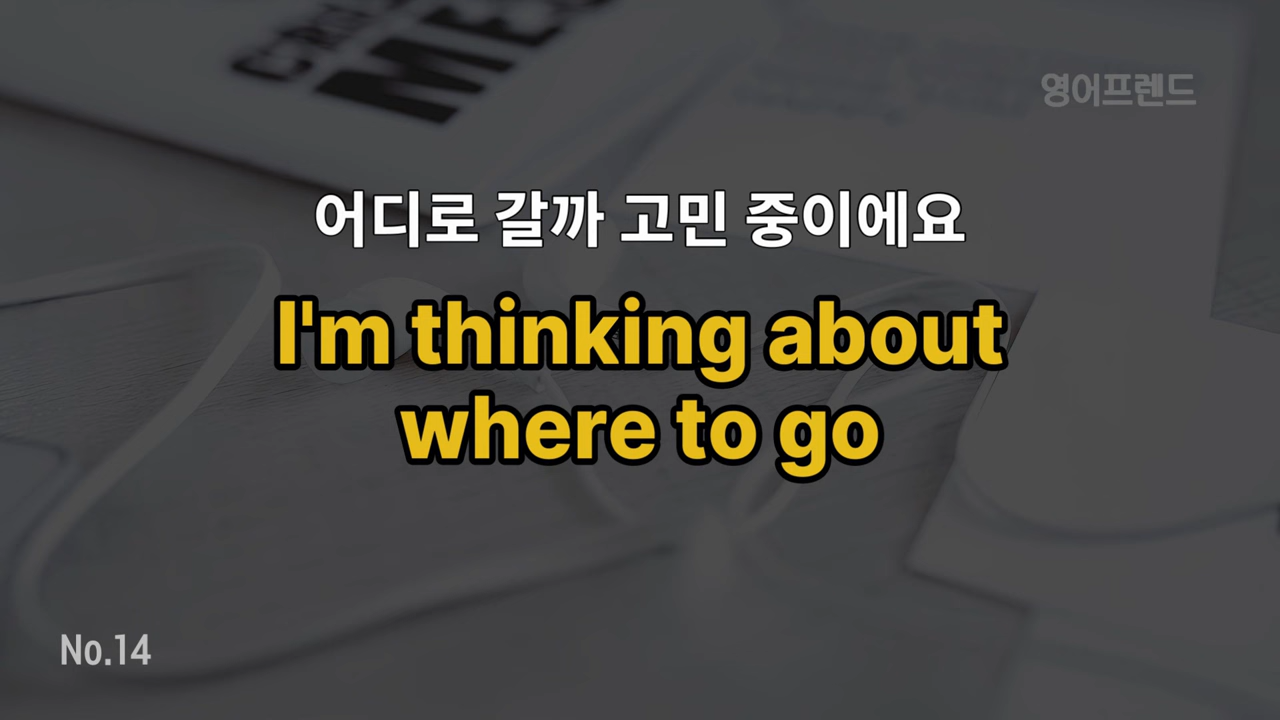 영어프렌드
어디로 갈까 고민 중이에요
I'm thinking about
where to go
No.14